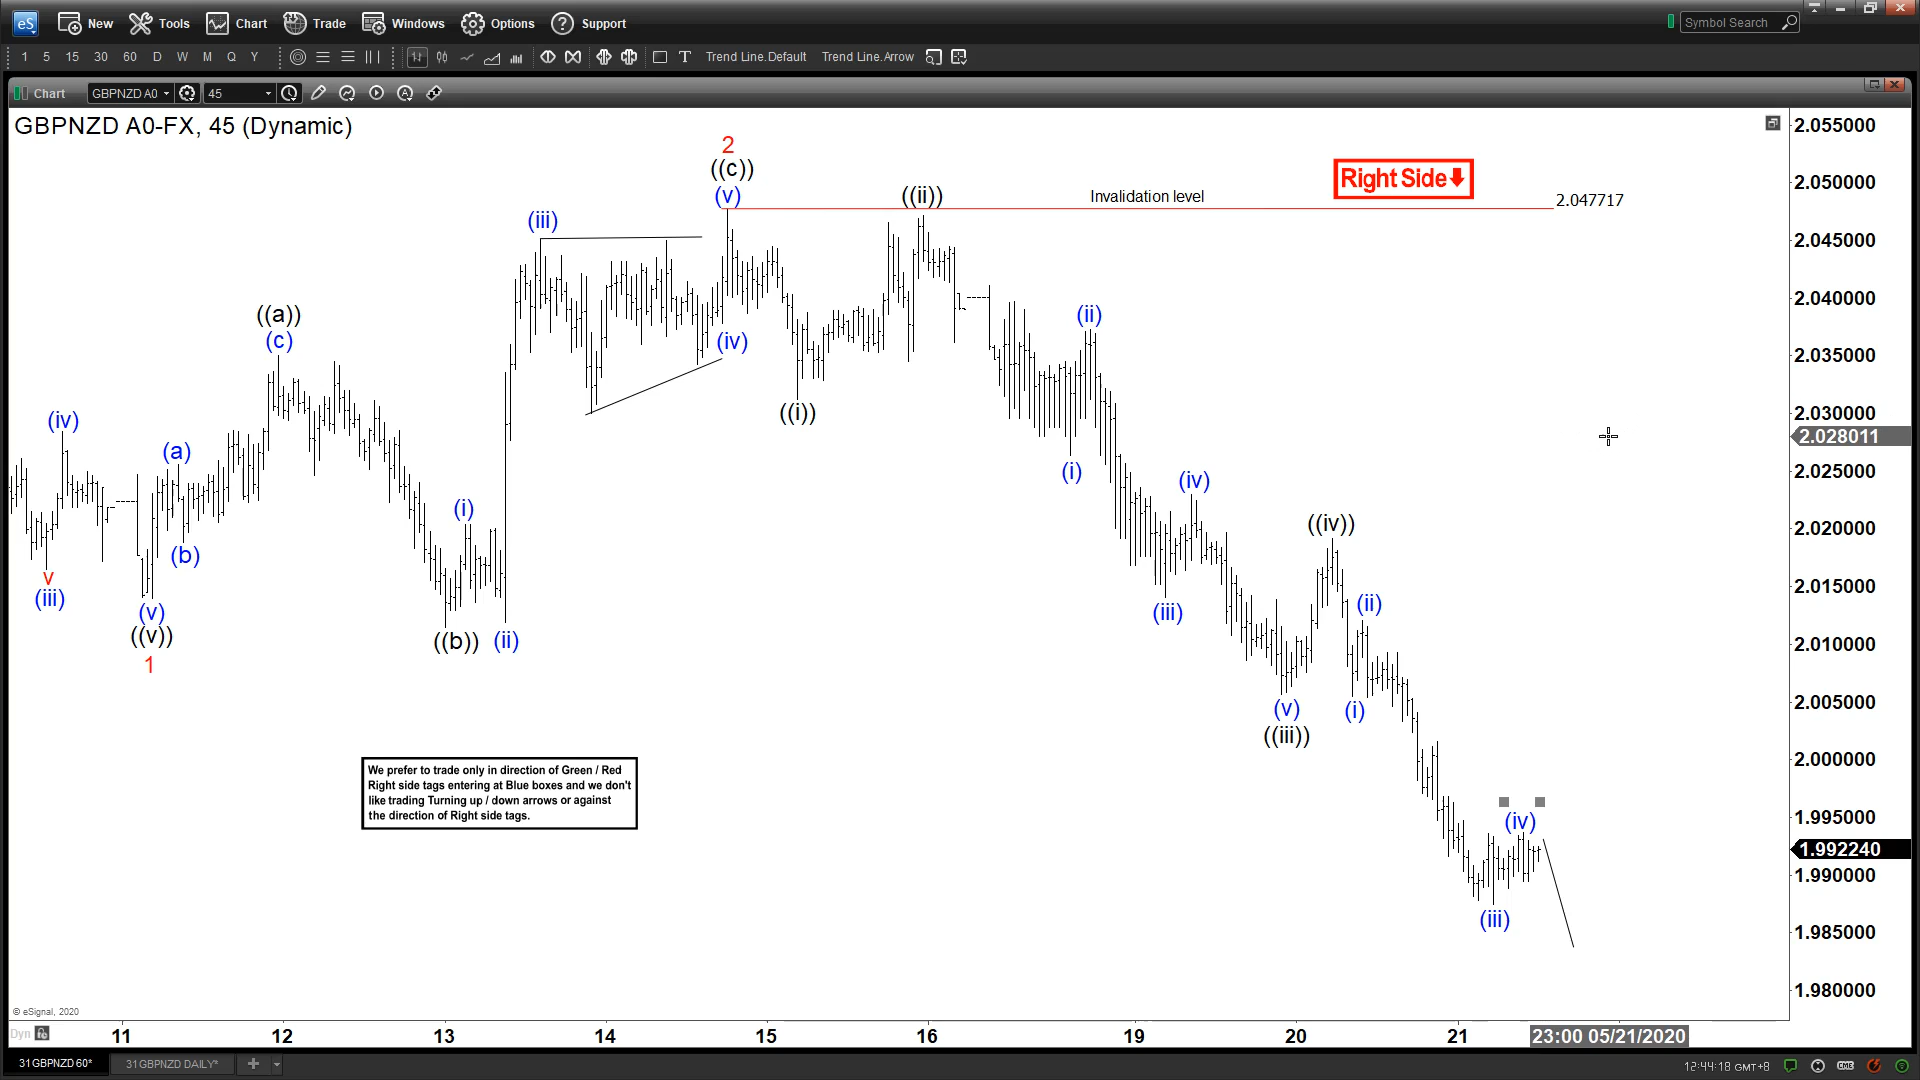 eS New Tools Chart Trade Windows Options Support Symbol Search
1 5 15 30 60 D W M Q Y T Trend Line.Default Trend Line.Arrow
Chart GBPNZD A0 45
GBPNZD A0-FX, 45 (Dynamic)
2.055000
2
((c))
Right Side
2.050000
(v)
((ii))
Invalidation level
2.047717
(iii)
2.045000
2.040000
((a))
(ii)
(c)
(iv)
2.035000
((i))
2.030000
(iv)
2.028011
(a)
(i)
2.025000
(iv)
(i)
((iv))
2.020000
(b)
v
2.015000
(iii)
(ii)
(v)
(iii)
((v))
((b))
(ii)
2.010000
1
2.005000
(v)
(i)
((iii))
2.000000
We prefer to trade only in direction of Green / Red
Right side tags entering at Blue boxes and we don't
like trading Turning up / down arrows or against
the direction of Right side tags.
1.995000
(iv)
1.992240
1.990000
(iii)
1.985000
1.980000
© eSignal, 2020
Dyn 11 12 13 14 15 16 19 20 21 23:00 05/21/2020
31GBPNZD 60* 31GBPNZD DAILY* + 12:44:18 GMT+8 CME